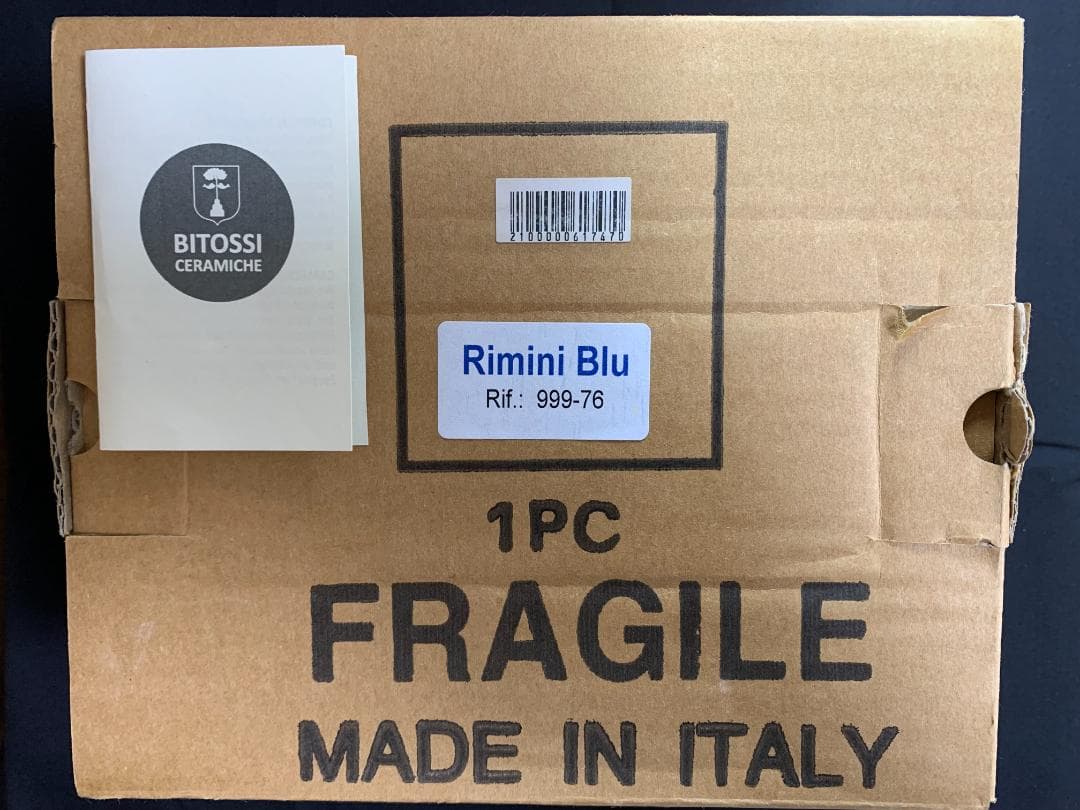 BITOSSI
CERAMICHE
2100000617470
Rimini Blu
Rif.: 999-76
1PC
FRAGILE
MADE IN ITALY